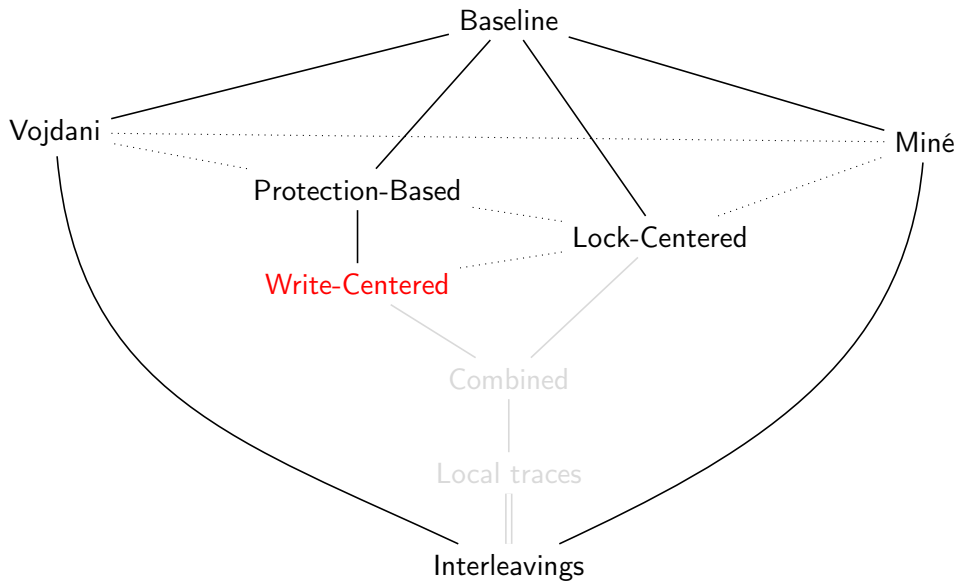 Baseline
Vojdani
Miné
Protection-Based
Lock-Centered
Write-Centered
Combined
Local traces
Interleavings